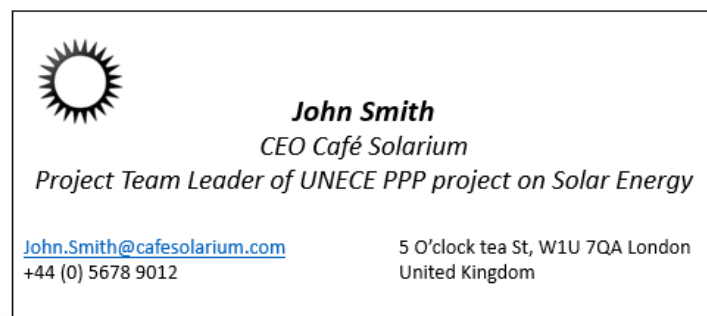 John Smith
CEO Café Solarium
Project Team Leader of UNECE PPP project on Solar Energy
John.Smith@cafesolarium.com
+44 (0) 5678 9012
5 O’clock tea St, W1U 7QA London
United Kingdom